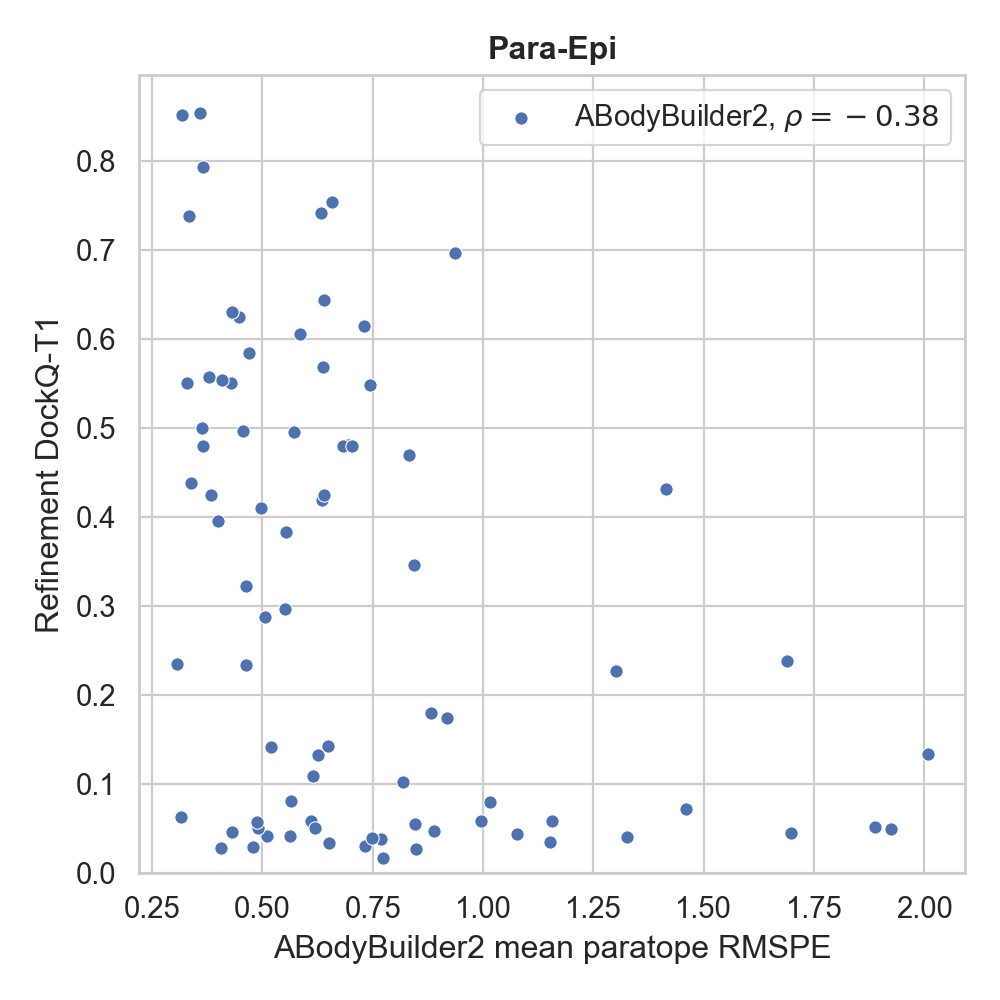 Para-Epi
ABodyBuilder2, ρ = − 0.38
Refinement DockQ-T1
0.8
0.7
0.6
0.5
0.4
0.3
0.2
0.1
0.0
0.25 0.50 0.75 1.00 1.25 1.50 1.75 2.00
ABodyBuilder2 mean paratope RMSPE